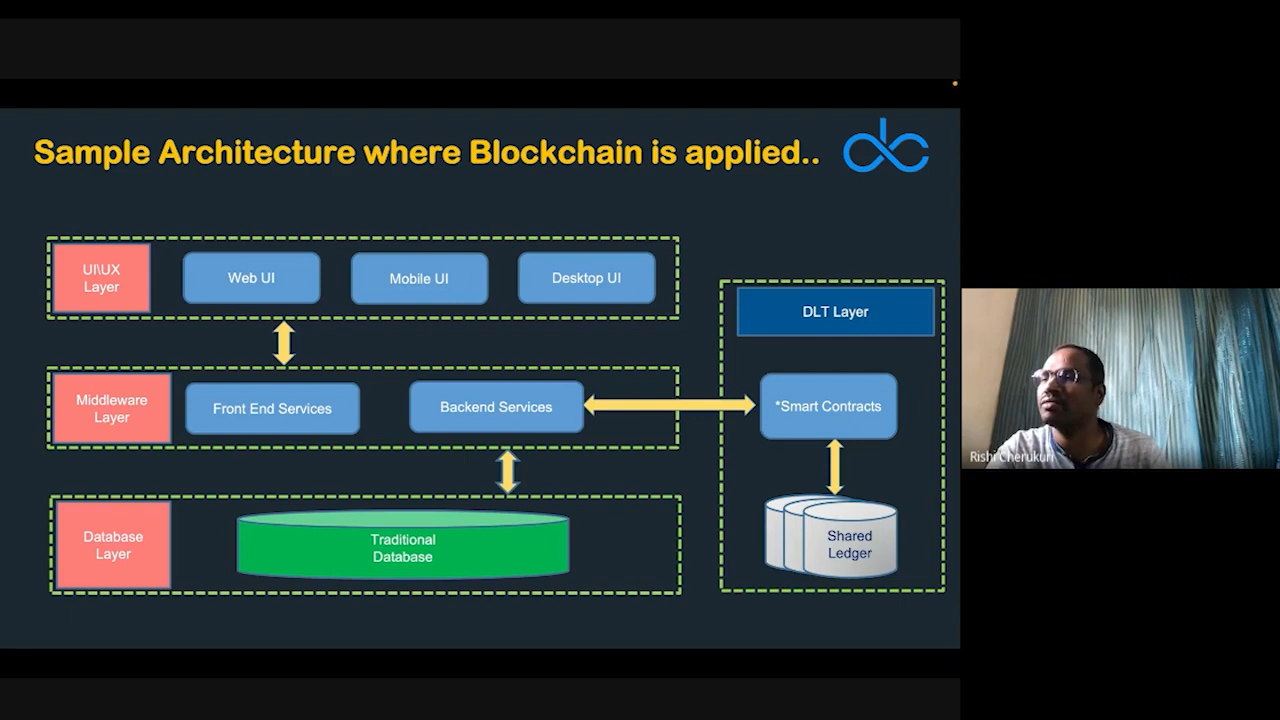 Sample Architecture where Blockchain is applied..
UI\UX
Layer
Web UI
Mobile UI
Desktop UI
DLT Layer
Middleware
Layer
Front End Services
Backend Services
*Smart Contracts
Database
Layer
Traditional
Database
Shared
Ledger
Rishi Cherukuri